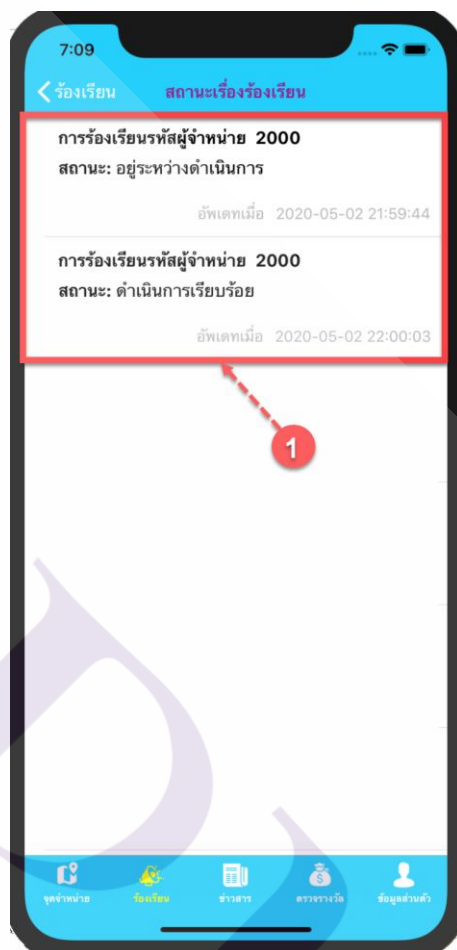 7:09
ร้องเรียน สถานะเรื่องร้องเรียน
การร้องเรียนรหัสผู้จำหน่าย 2000
สถานะ: อยู่ระหว่างดำเนินการ
อัพเดทเมื่อ 2020-05-02 21:59:44
การร้องเรียนรหัสผู้จำหน่าย 2000
สถานะ: ดำเนินการเรียบร้อย
อัพเดทเมื่อ 2020-05-02 22:00:03
1
จุดจำหน่าย ร้องเรียน ข่าวสาร ตรวจรางวัล ข้อมูลส่วนตัว